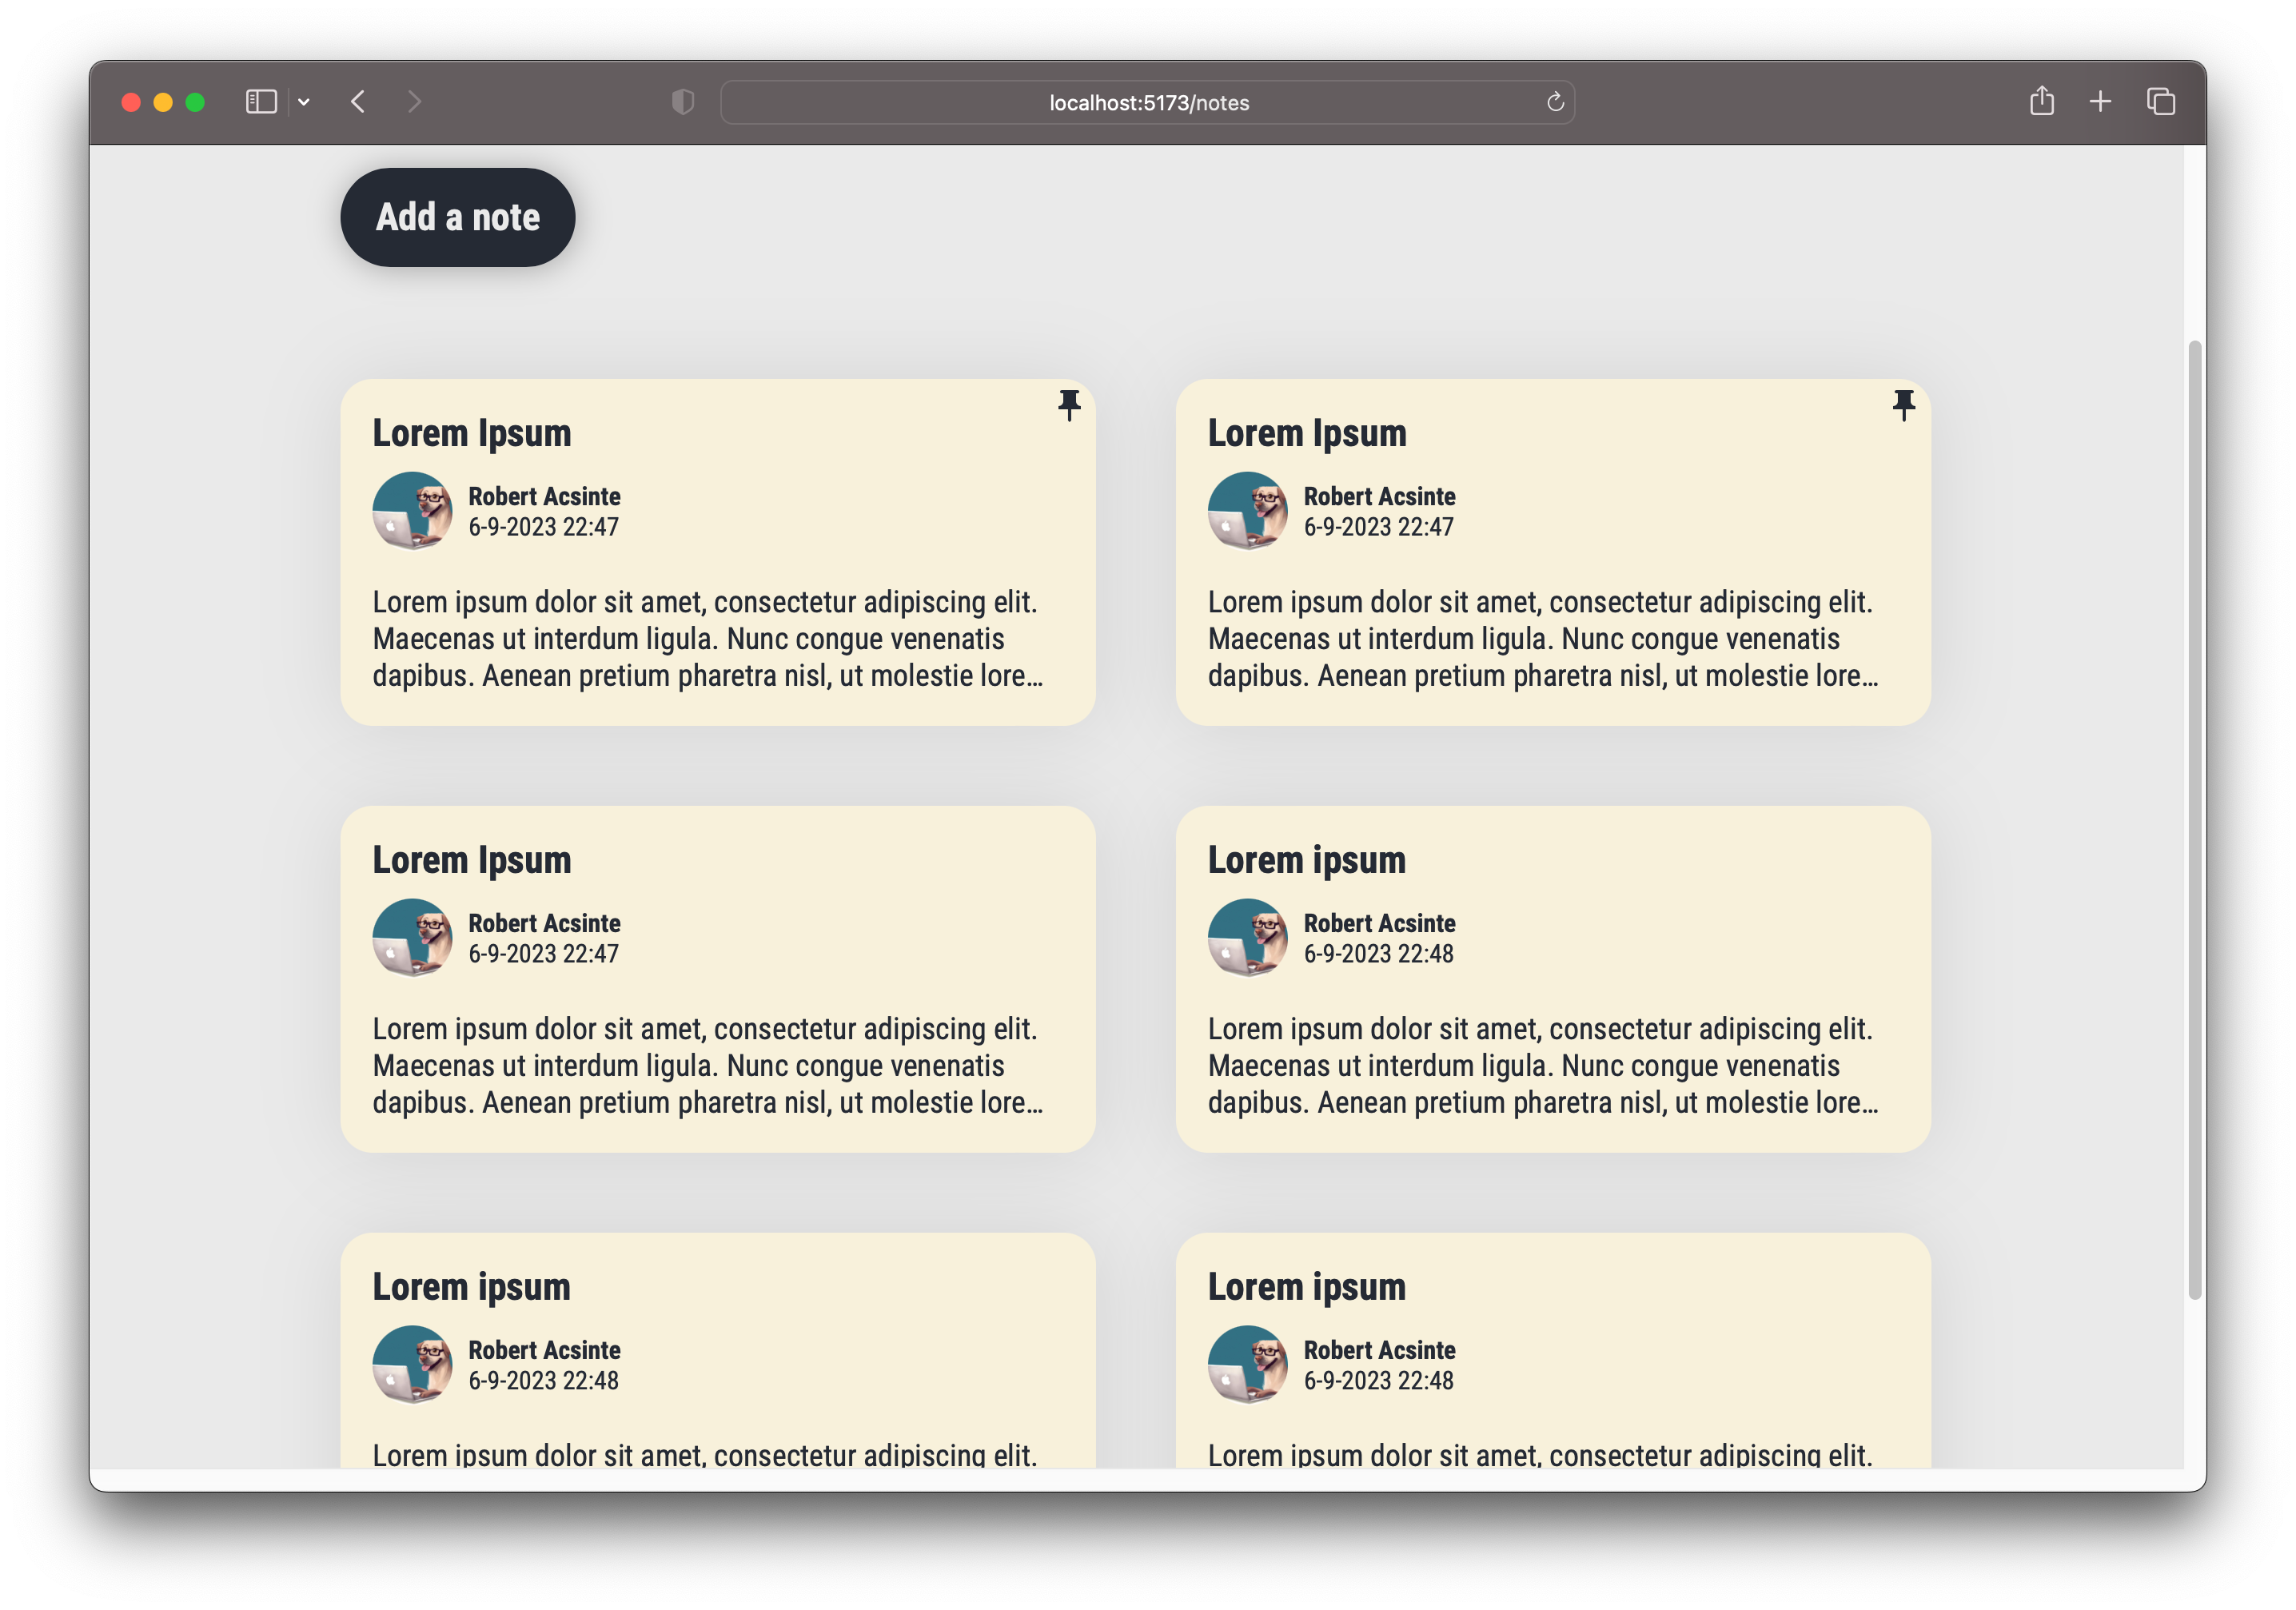 localhost:5173/notes
Add a note
Lorem Ipsum
Robert Acsinte
6-9-2023 22:47
Lorem ipsum dolor sit amet, consectetur adipiscing elit.
Maecenas ut interdum ligula. Nunc congue venenatis
dapibus. Aenean pretium pharetra nisl, ut molestie lore…
Lorem Ipsum
Robert Acsinte
6-9-2023 22:47
Lorem ipsum dolor sit amet, consectetur adipiscing elit.
Maecenas ut interdum ligula. Nunc congue venenatis
dapibus. Aenean pretium pharetra nisl, ut molestie lore…
Lorem Ipsum
Robert Acsinte
6-9-2023 22:47
Lorem ipsum dolor sit amet, consectetur adipiscing elit.
Maecenas ut interdum ligula. Nunc congue venenatis
dapibus. Aenean pretium pharetra nisl, ut molestie lore…
Lorem ipsum
Robert Acsinte
6-9-2023 22:48
Lorem ipsum dolor sit amet, consectetur adipiscing elit.
Maecenas ut interdum ligula. Nunc congue venenatis
dapibus. Aenean pretium pharetra nisl, ut molestie lore…
Lorem ipsum
Robert Acsinte
6-9-2023 22:48
Lorem ipsum dolor sit amet, consectetur adipiscing elit.
Lorem ipsum
Robert Acsinte
6-9-2023 22:48
Lorem ipsum dolor sit amet, consectetur adipiscing elit.